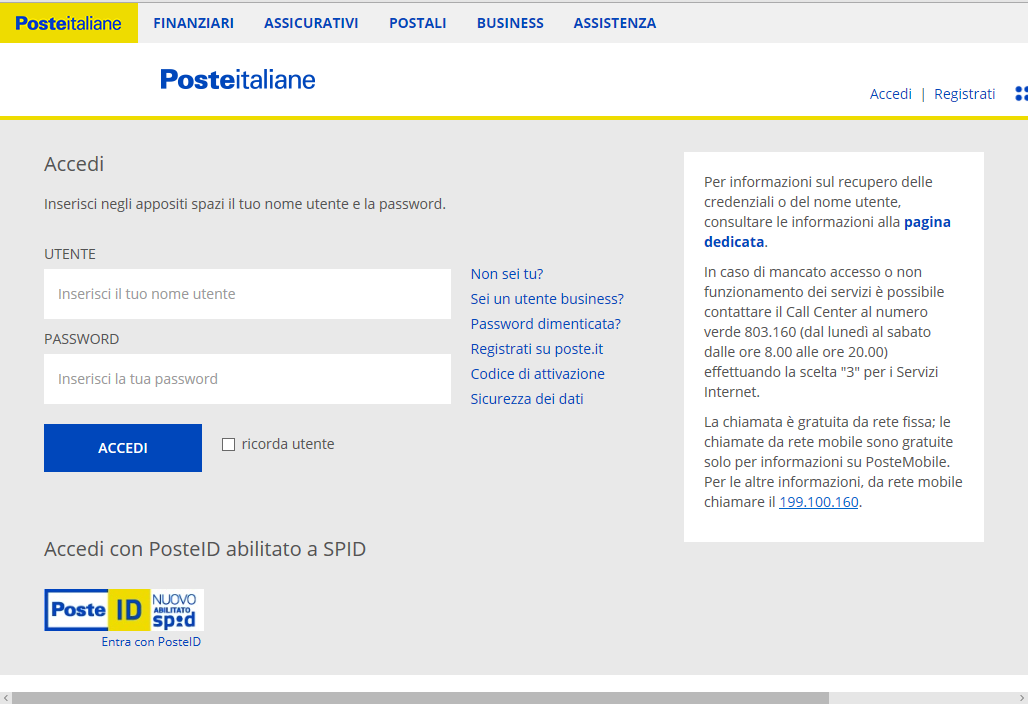 Posteitaliane FINANZIARI ASSICURATIVI POSTALI BUSINESS ASSISTENZA
Posteitaliane
Accedi | Registrati
Accedi
Inserisci negli appositi spazi il tuo nome utente e la password.
UTENTE
Inserisci il tuo nome utente
PASSWORD
Inserisci la tua password
ACCEDI
ricorda utente
Non sei tu?
Sei un utente business?
Password dimenticata?
Registrati su poste.it
Codice di attivazione
Sicurezza dei dati
Per informazioni sul recupero delle
credenziali o del nome utente,
consultare le informazioni alla pagina
dedicata.
In caso di mancato accesso o non
funzionamento dei servizi è possibile
contattare il Call Center al numero
verde 803.160 (dal lunedì al sabato
dalle ore 8.00 alle ore 20.00)
effettuando la scelta "3" per i Servizi
Internet.
La chiamata è gratuita da rete fissa; le
chiamate da rete mobile sono gratuite
solo per informazioni su PosteMobile.
Per le altre informazioni, da rete mobile
chiamare il 199.100.160.
Accedi con PosteID abilitato a SPID
Poste ID NUOVO
ABILITATO
spid
Entra con PosteID